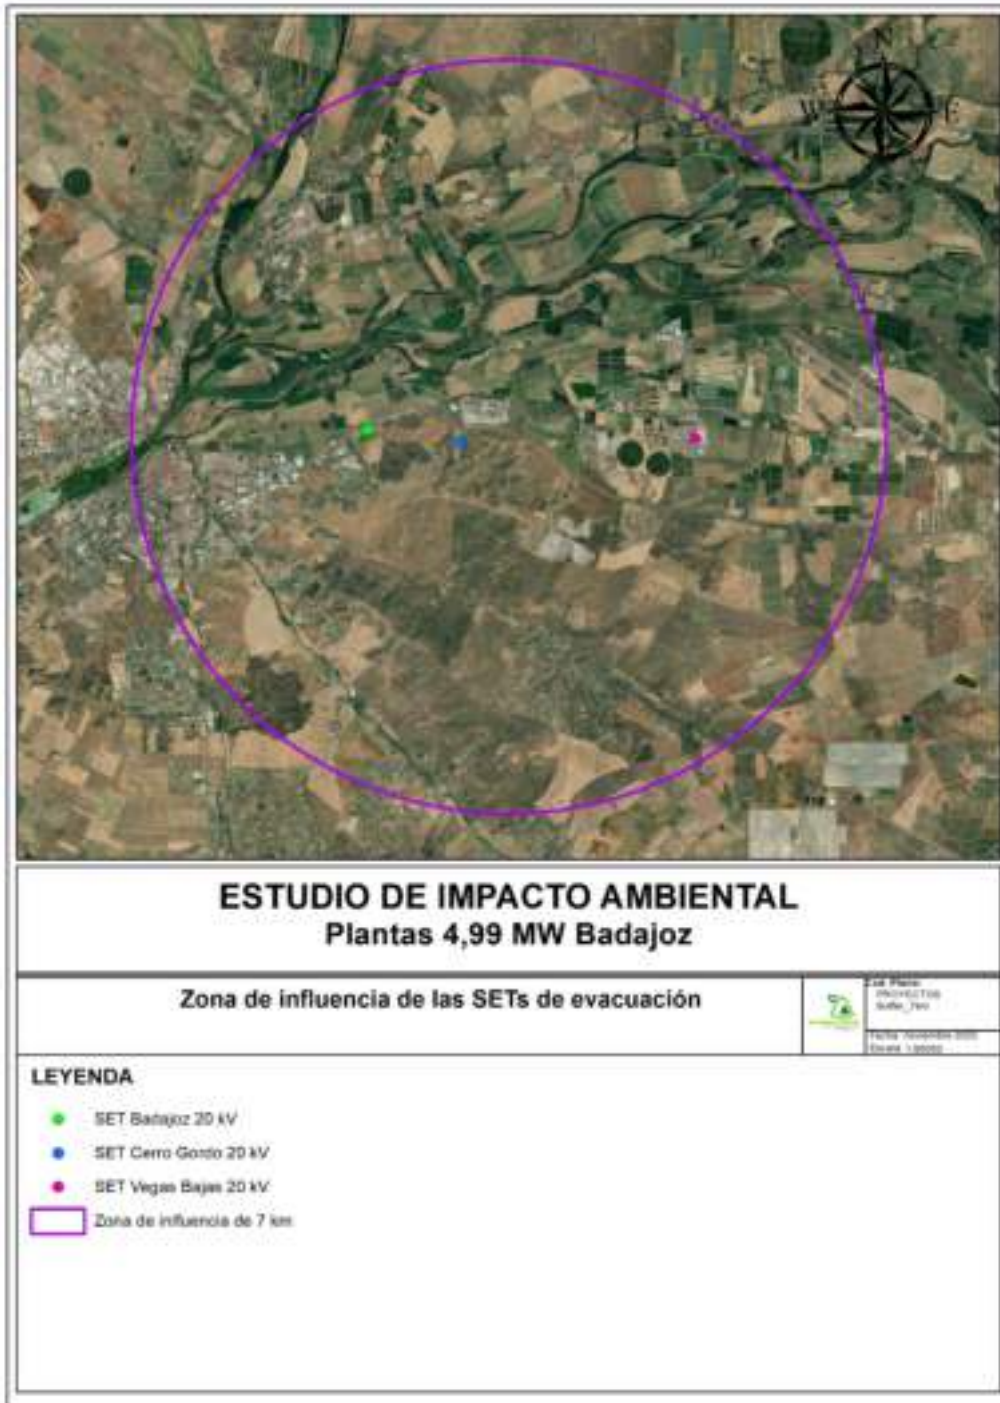 N
W
E
ESTUDIO DE IMPACTO AMBIENTAL
Plantas 4,99 MW Badajoz
Zona de influencia de las SETs de evacuación
PROYECTOS
LEYENDA
SET Badajoz 20 kV
SET Cerro Gordo 20 kV
SET Vegas Bajas 20 kV
Zona de influencia de 7 km